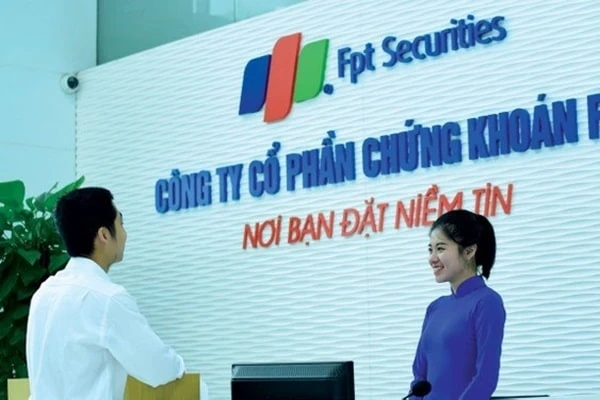 Fpt Securities
CÔNG TY CỔ PHẦN CHỨNG KHOÁN F
NƠI BẠN ĐẶT NIỀM TIN